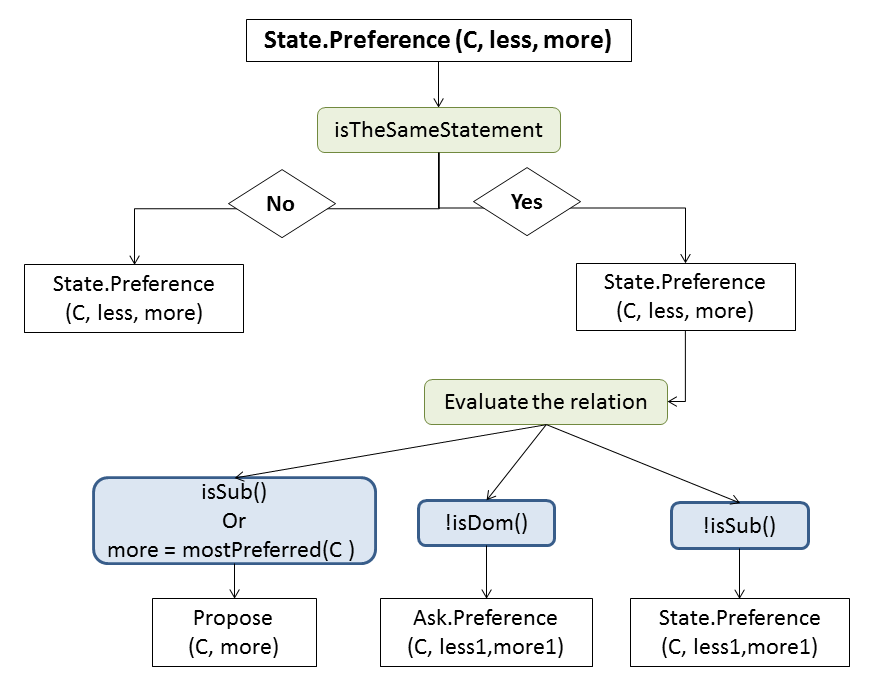 State.Preference (C, less, more)
isTheSameStatement
No
Yes
State.Preference
(C, less, more)
State.Preference
(C, less, more)
Evaluate the relation
isSub()
Or
more = mostPreferred(C )
!isDom()
!isSub()
Propose
(C, more)
Ask.Preference
(C, less1,more1)
State.Preference
(C, less1,more1)